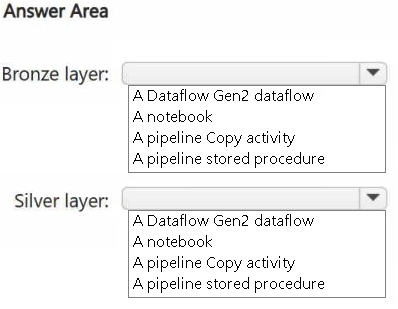 Answer Area
Bronze layer:
A Dataflow Gen2 dataflow
A notebook
A pipeline Copy activity
A pipeline stored procedure
Silver layer:
A Dataflow Gen2 dataflow
A notebook
A pipeline Copy activity
A pipeline stored procedure